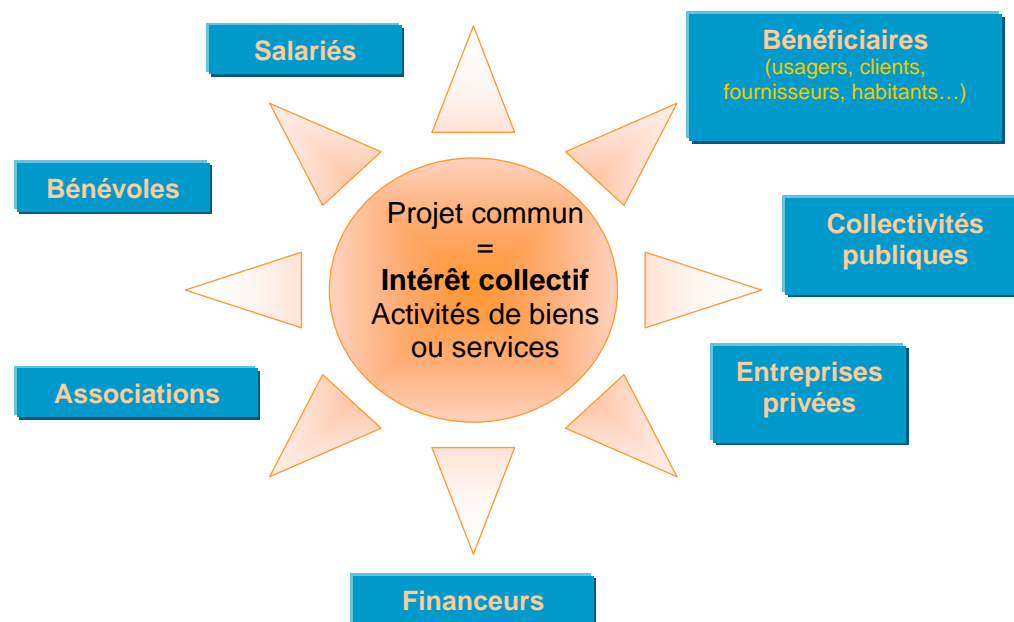 Salariés
Bénéficiaires
(usagers, clients,
fournisseurs, habitants…)
Bénévoles
Projet commun
=
Intérêt collectif
Activités de biens
ou services
Collectivités
publiques
Associations
Entreprises
privées
Financeurs